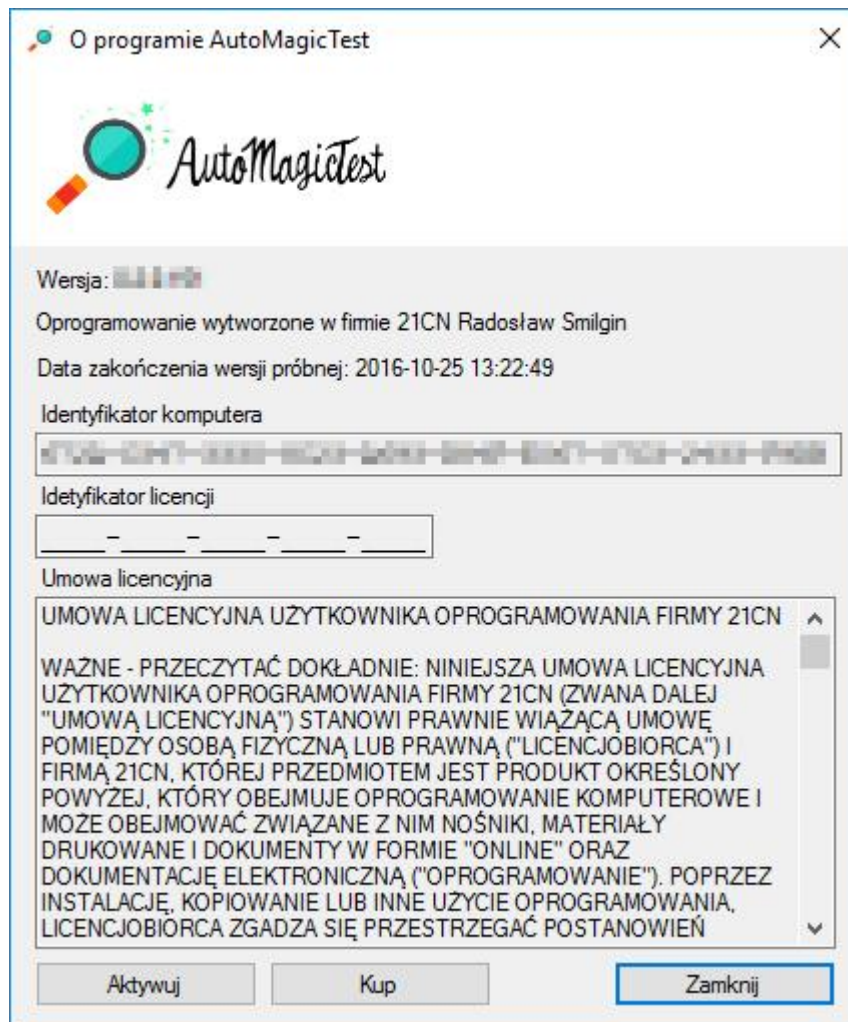 O programie AutoMagicTest
AutoMagicTest
Wersja:
Oprogramowanie wytworzone w firmie 21CN Radosław Smilgin
Data zakończenia wersji próbnej: 2016-10-25 13:22:49
Identyfikator komputera
Idetyfikator licencji
_____-_____-_____-_____-_____
Umowa licencyjna
UMOWA LICENCYJNA UŻYTKOWNIKA OPROGRAMOWANIA FIRMY 21CN
WAŻNE - PRZECZYTAĆ DOKŁADNIE: NINIEJSZA UMOWA LICENCYJNA
UŻYTKOWNIKA OPROGRAMOWANIA FIRMY 21CN (ZWANA DALEJ
"UMOWĄ LICENCYJNĄ") STANOWI PRAWNIE WIĄŻĄCĄ UMOWĘ
POMIĘDZY OSOBĄ FIZYCZNĄ LUB PRAWNĄ ("LICENCJOBIORCA") I
FIRMĄ 21CN, KTÓREJ PRZEDMIOTEM JEST PRODUKT OKREŚLONY
POWYŻEJ, KTÓRY OBEJMUJE OPROGRAMOWANIE KOMPUTEROWE I
MOŻE OBEJMOWAĆ ZWIĄZANE Z NIM NOŚNIKI, MATERIAŁY
DRUKOWANE I DOKUMENTY W FORMIE "ONLINE" ORAZ
DOKUMENTACJĘ ELEKTRONICZNĄ ("OPROGRAMOWANIE"). POPRZEZ
INSTALACJĘ, KOPIOWANIE LUB INNE UŻYCIE OPROGRAMOWANIA,
LICENCJOBIORCA ZGADZA SIĘ PRZESTRZEGAĆ POSTANOWIEŃ
Aktywuj Kup Zamknij